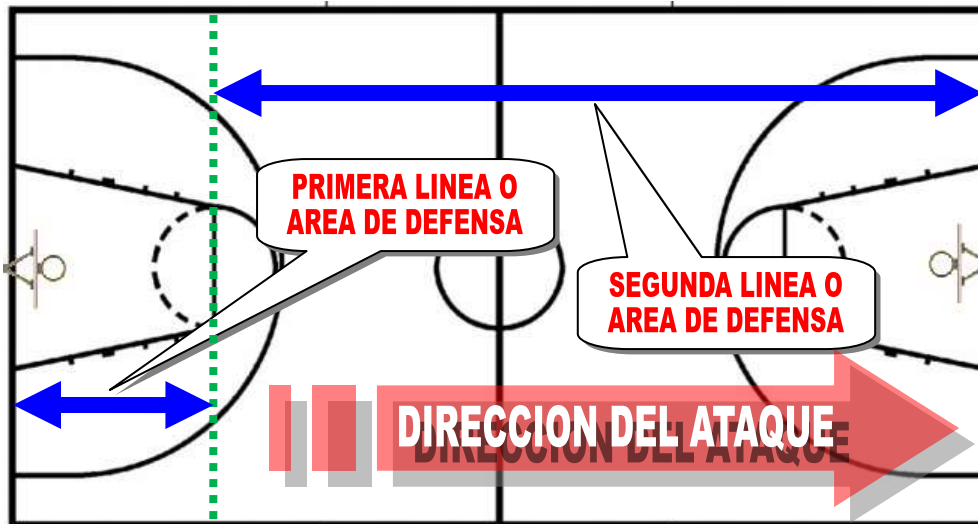 PRIMERA LINEA O
AREA DE DEFENSA
SEGUNDA LINEA O
AREA DE DEFENSA
DIRECCION DEL ATAQUE